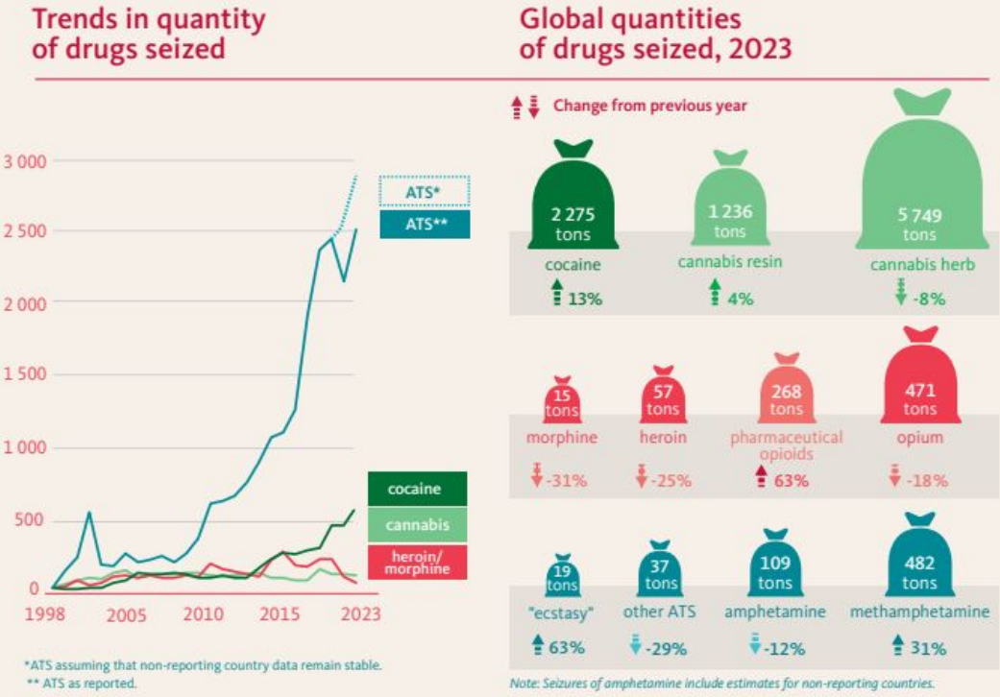 Trends in quantity
of drugs seized
3 000
2 500
2 000
1 500
1 000
500
0
1998
2005
2010
2015
2023
ATS*
ATS**
cocaine
cannabis
heroin/
morphine
*ATS assuming that non-reporting country data remain stable.
** ATS as reported.
Global quantities
of drugs seized, 2023
Change from previous year
2 275
tons
cocaine
13%
1 236
tons
cannabis resin
4%
5 749
tons
cannabis herb
-8%
15
tons
morphine
-31%
57
tons
heroin
-25%
268
tons
pharmaceutical
opioids
63%
471
tons
opium
-18%
19
tons
"ecstasy"
63%
37
tons
other ATS
-29%
109
tons
amphetamine
-12%
482
tons
methamphetamine
31%
Note: Seizures of amphetamine include estimates for non-reporting countries.